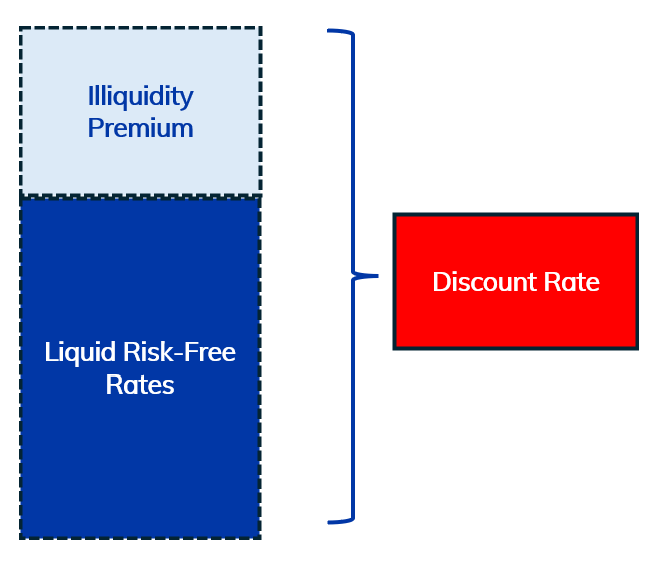 Illiquidity
Premium
Liquid Risk-Free
Rates
Discount Rate